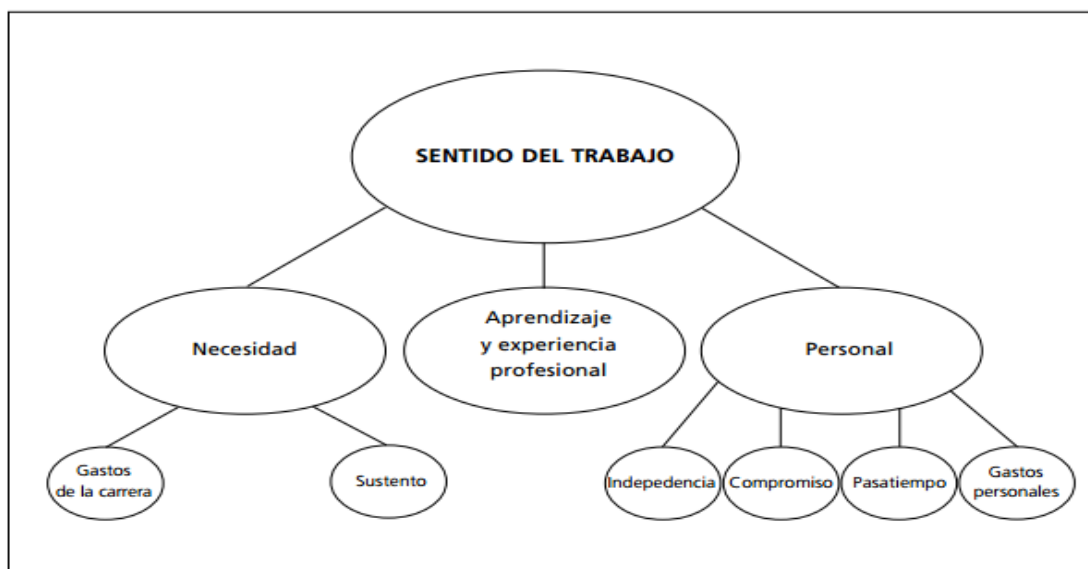 SENTIDO DEL TRABAJO
Necesidad
Aprendizaje
y experiencia
profesional
Personal
Gastos
de la carrera
Sustento
Indepedencia
Compromiso
Pasatiempo
Gastos
personales